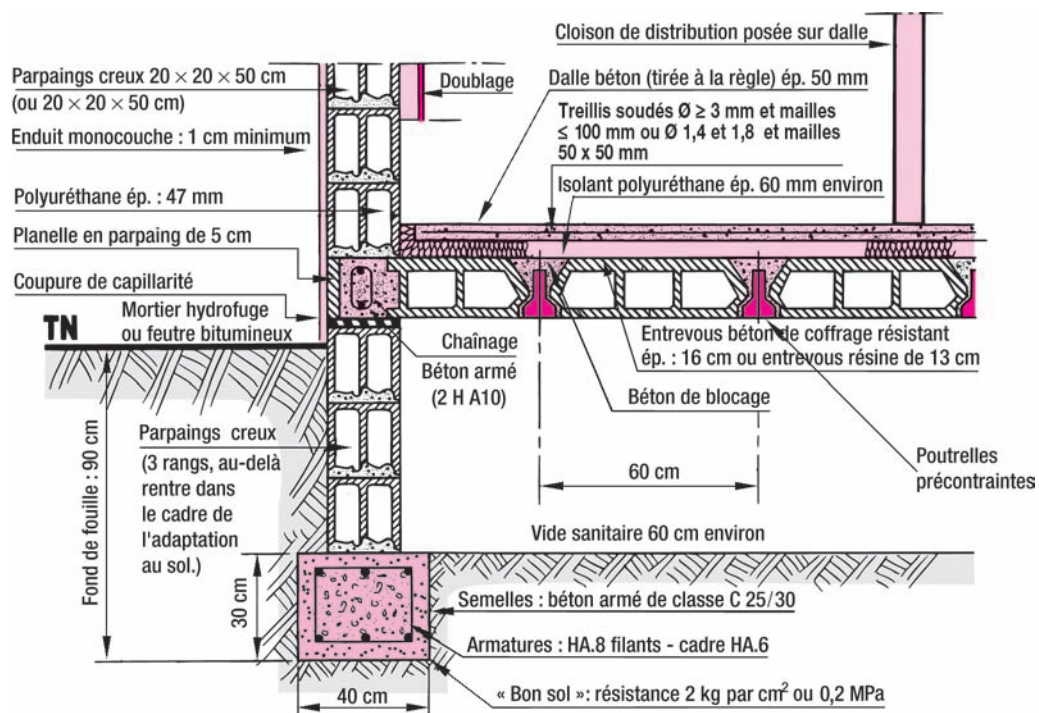 Cloison de distribution posée sur dalle
Parpaings creux 20 × 20 × 50 cm
(ou 20 × 20 × 50 cm)
Doublage
Dalle béton (tirée à la règle) ép. 50 mm
Treillis soudés Ø ≥ 3 mm et mailles
≤ 100 mm ou Ø 1,4 et 1,8 et mailles
50 x 50 mm
Enduit monocouche : 1 cm minimum
Isolant polyuréthane ép. 60 mm environ
Polyuréthane ép. : 47 mm
Planelle en parpaing de 5 cm
Coupure de capillarité
Mortier hydrofuge
ou feutre bitumineux
TN
Chaînage
Béton armé
(2 H A10)
Entrevous béton de coffrage résistant
ép. : 16 cm ou entrevous résine de 13 cm
Béton de blocage
Poutrelles
précontraintes
60 cm
Fond de fouille : 90 cm
Parpaings creux
(3 rangs, au-delà
rentre dans
le cadre de
l'adaptation
au sol.)
Vide sanitaire 60 cm environ
30 cm
Semelles : béton armé de classe C 25/30
Armatures : HA.8 filants - cadre HA.6
40 cm
« Bon sol »: résistance 2 kg par cm² ou 0,2 MPa